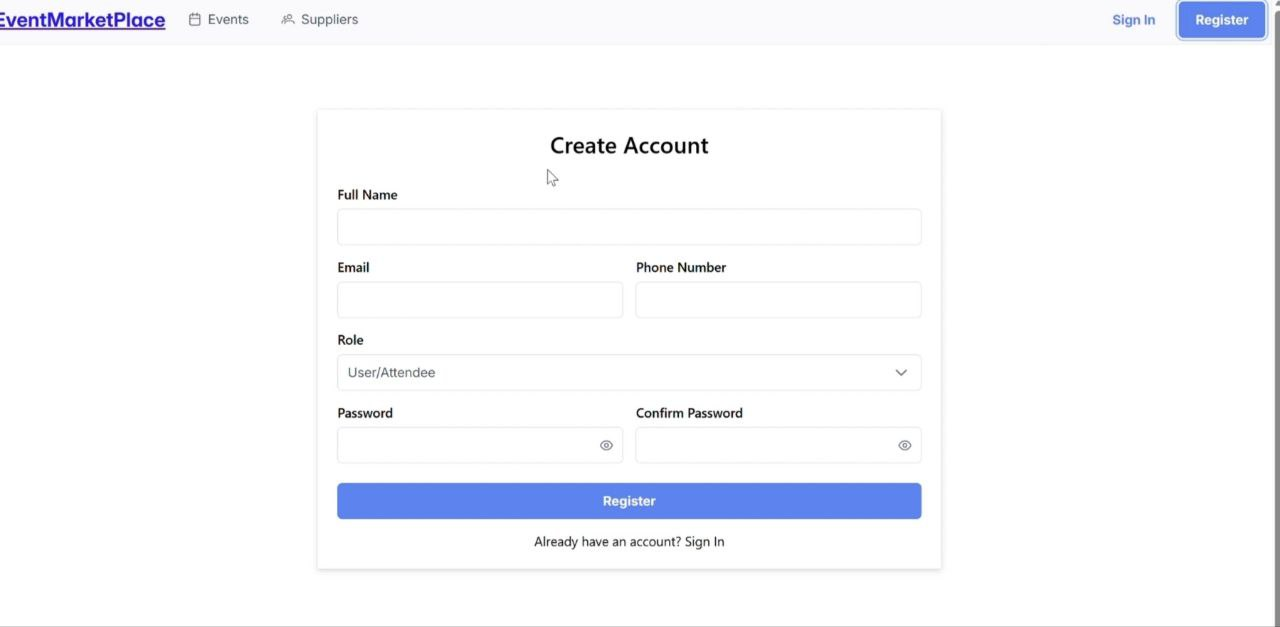 EventMarketPlace Events Suppliers Sign In Register
Create Account
Full Name
Email Phone Number
Role
User/Attendee
Password Confirm Password
Register
Already have an account? Sign In